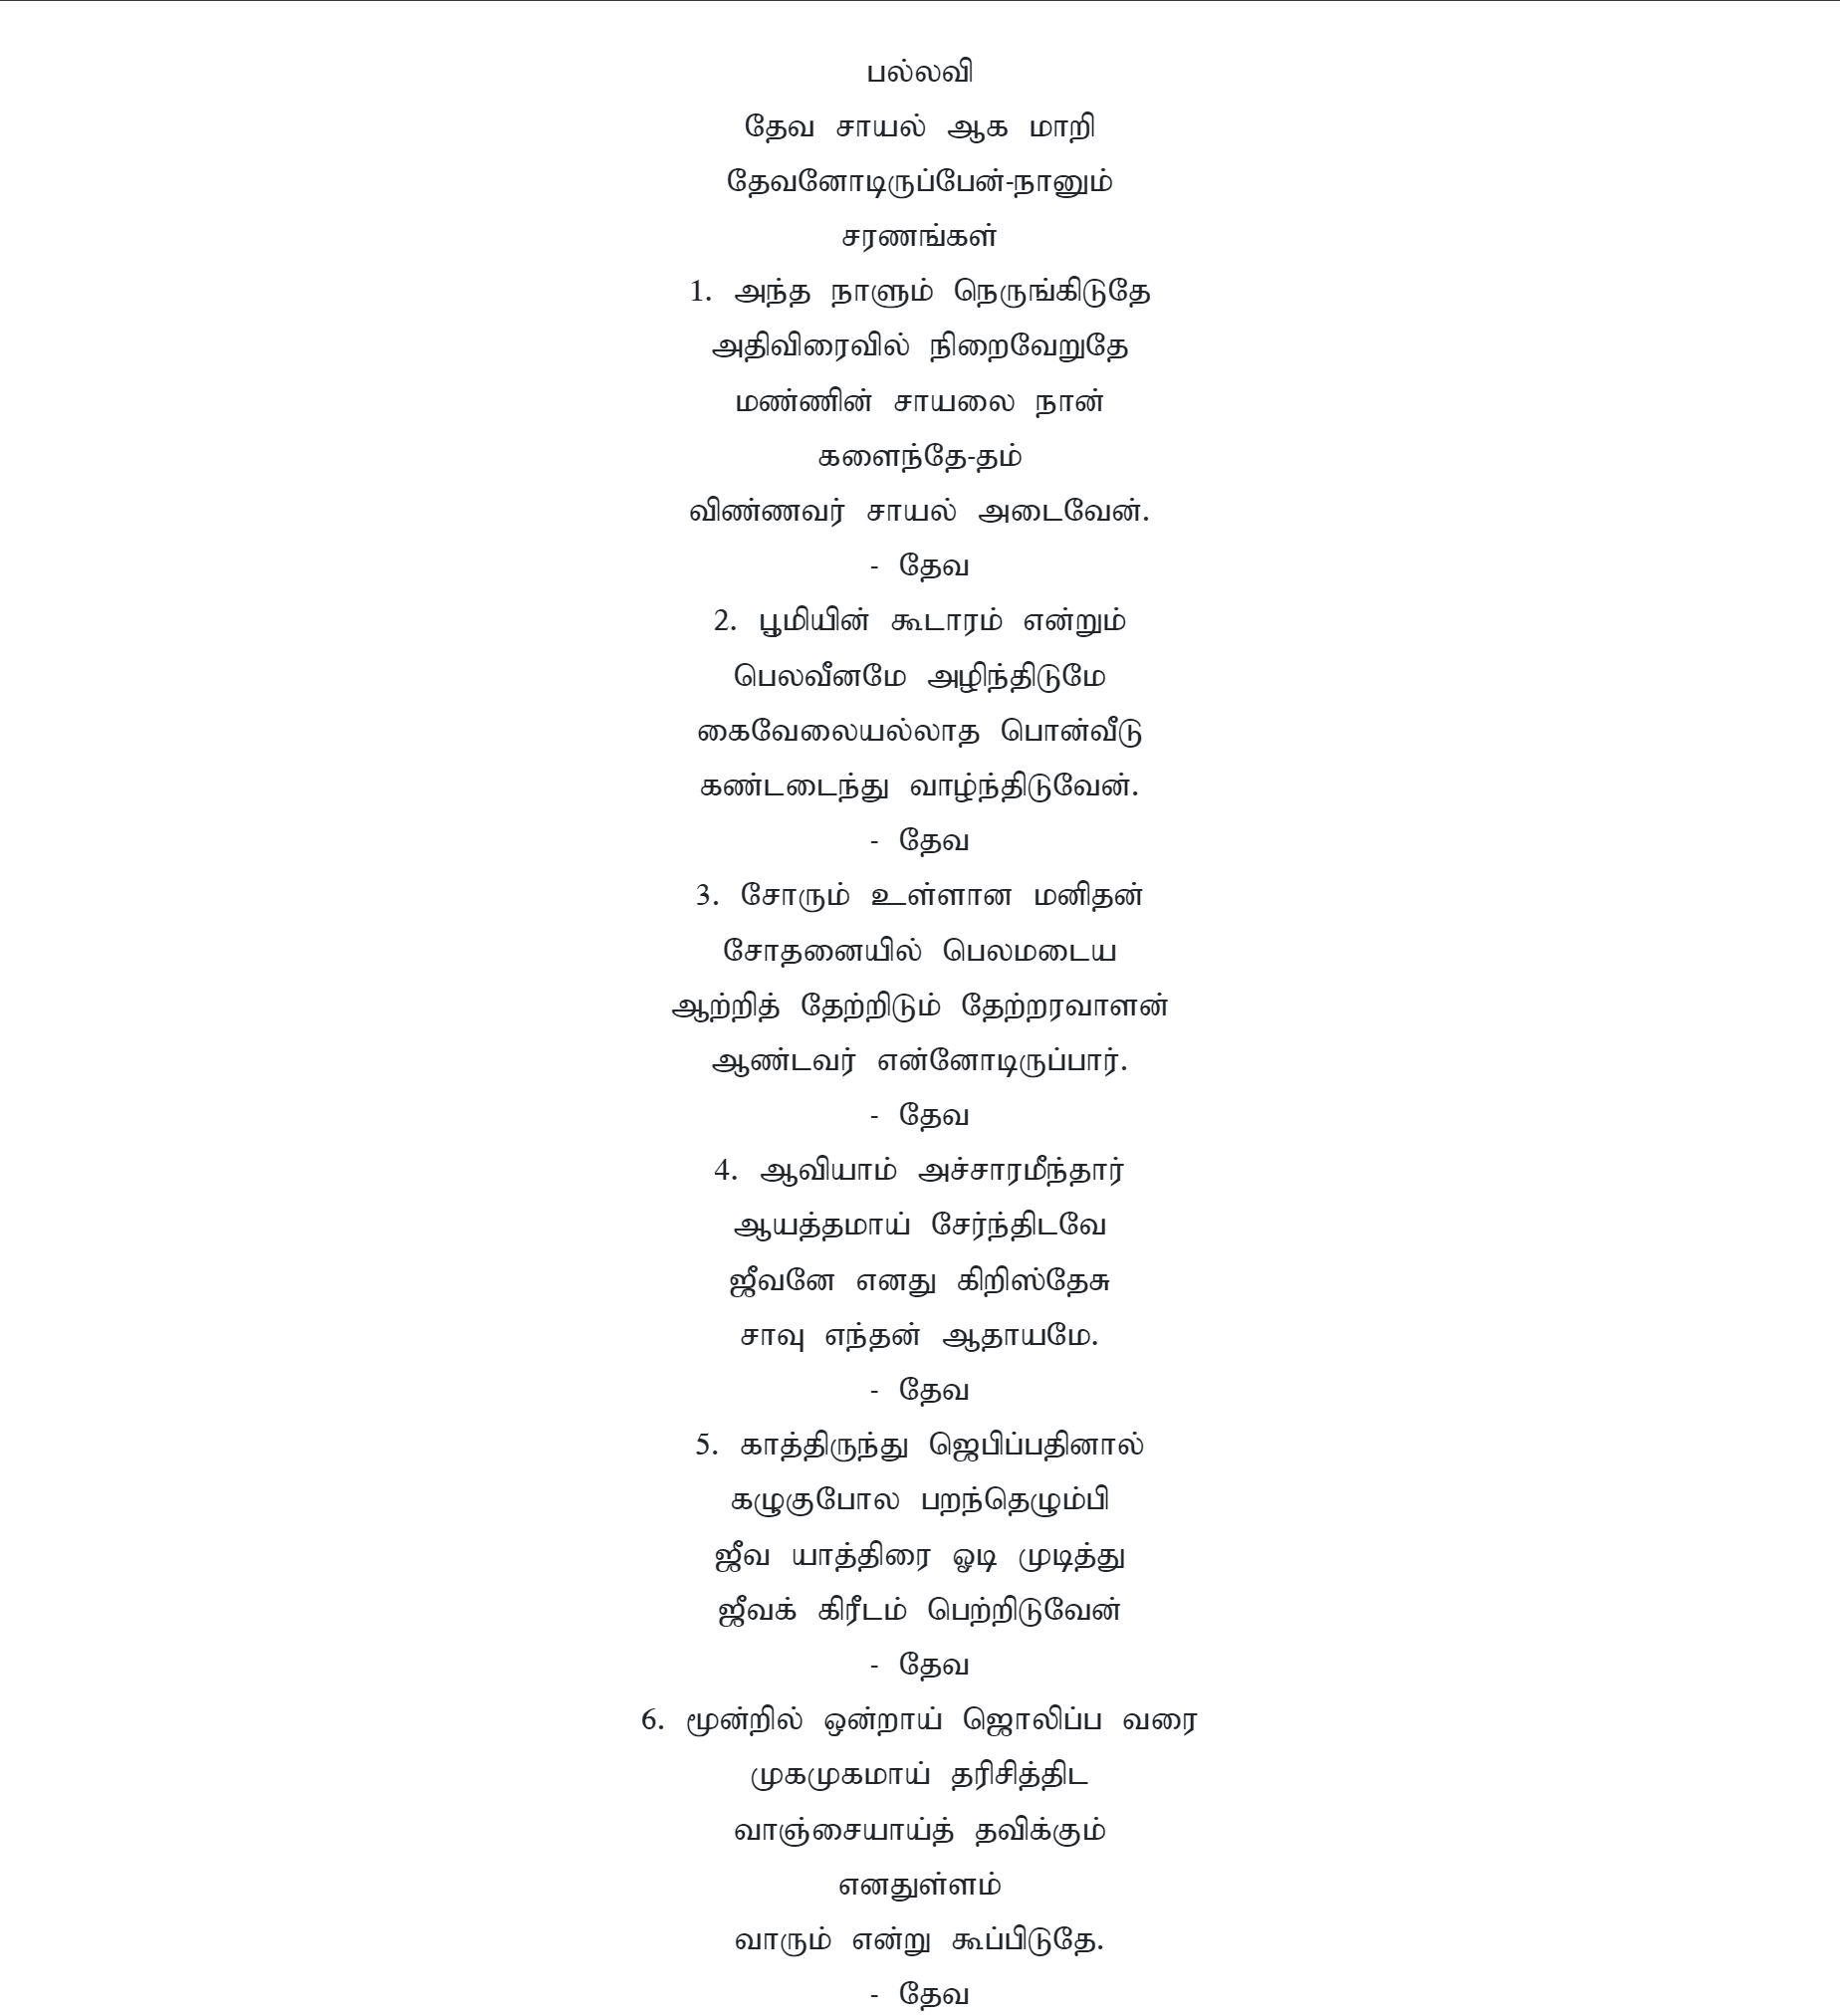 பல்லவி
தேவ சாயல் ஆக மாறி
தேவனோடிருப்பேன்-நானும்
சரணங்கள்
1. அந்த நாளும் நெருங்கிடுதே
அதிவிரைவில் நிறைவேறுதே
மண்ணின் சாயலை நான்
களைந்தே-தம்
விண்ணவர் சாயல் அடைவேன்.
- தேவ
2. பூமியின் கூடாரம் என்றும்
பெலவீனமே அழிந்திடுமே
கைவேலையல்லாத பொன்வீடு
கண்டடைந்து வாழ்ந்திடுவேன்.
- தேவ
3. சோரும் உள்ளான மனிதன்
சோதனையில் பெலமடைய
ஆற்றித் தேற்றிடும் தேற்றரவாளன்
ஆண்டவர் என்னோடிருப்பார்.
- தேவ
4. ஆவியாம் அச்சாரமீந்தார்
ஆயத்தமாய் சேர்ந்திடவே
ஜீவனே எனது கிறிஸ்தேசு
சாவு எந்தன் ஆதாயமே.
- தேவ
5. காத்திருந்து ஜெபிப்பதினால்
கழுகுபோல பறந்தெழும்பி
ஜீவ யாத்திரை ஓடி முடித்து
ஜீவக் கிரீடம் பெற்றிடுவேன்
- தேவ
6. மூன்றில் ஒன்றாய் ஜொலிப்ப வரை
முகமுகமாய் தரிசித்திட
வாஞ்சையாய்த் தவிக்கும்
எனதுள்ளம்
வாரும் என்று கூப்பிடுதே.
- தேவ